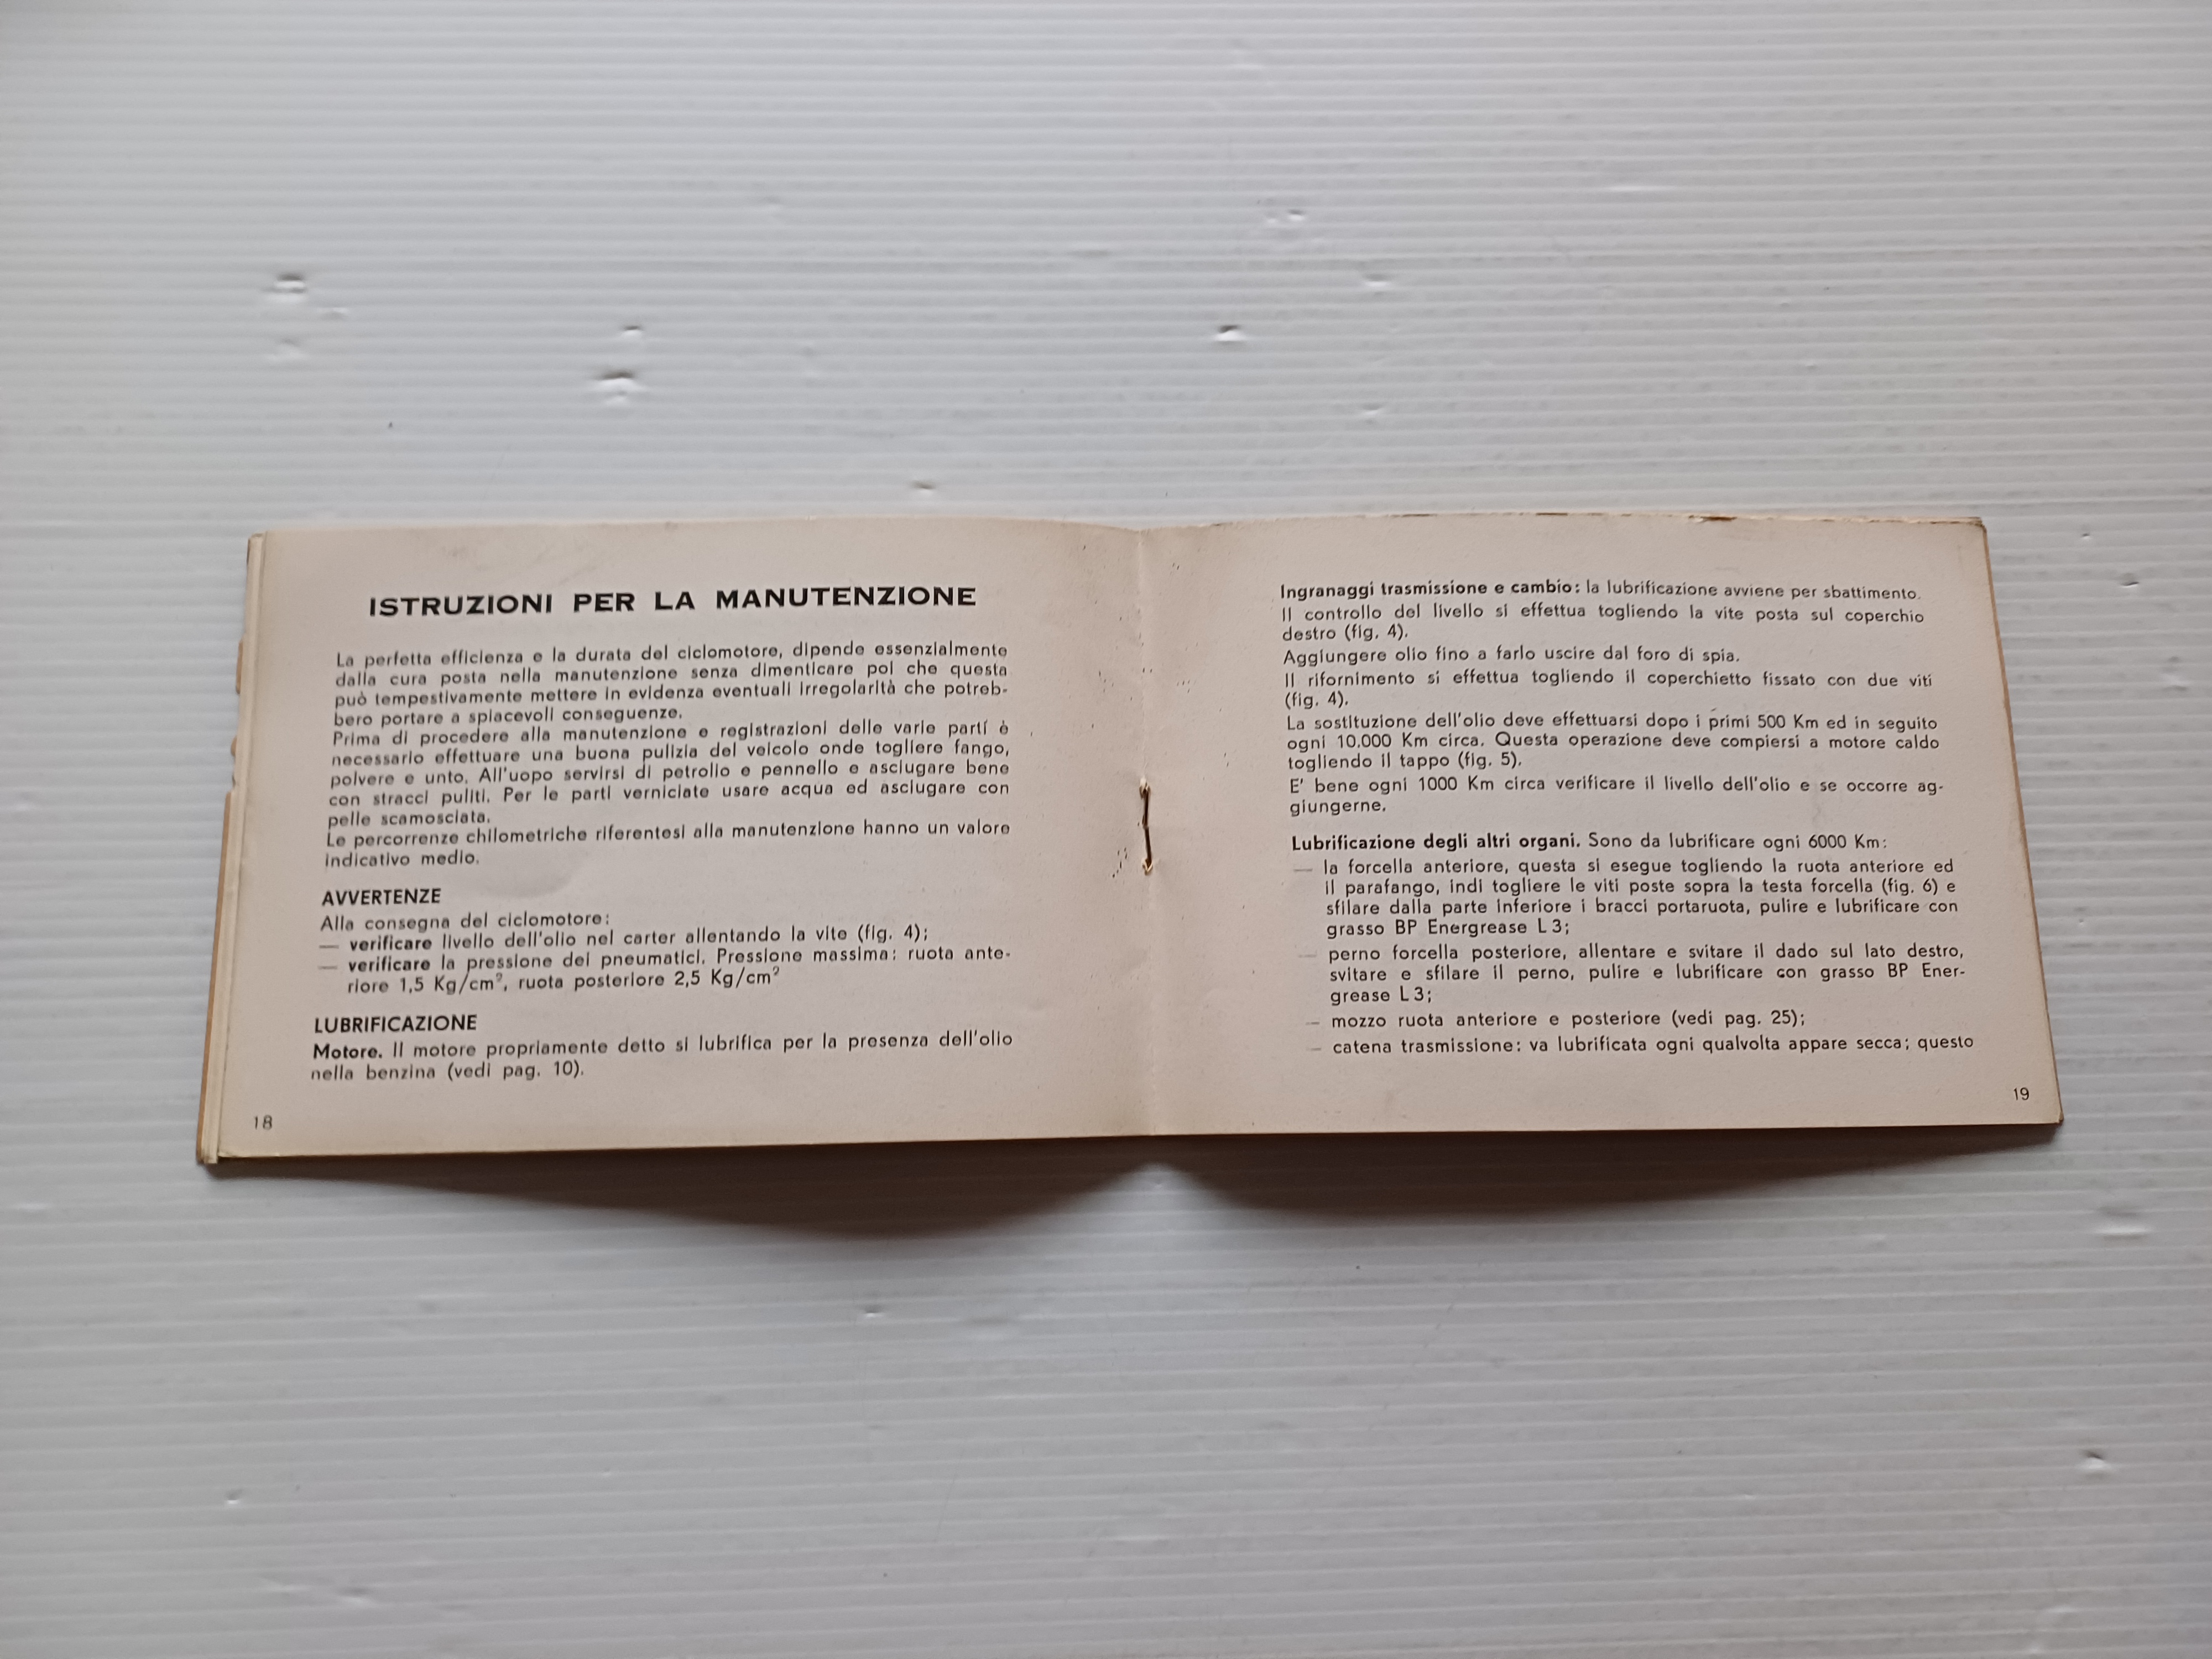 ISTRUZIONI PER LA MANUTENZIONE
La perfetta efficienza e la durata del ciclomotore, dipende essenzialmente
dalla cura posta nella manutenzione senza dimenticare poi che questa
può tempestivamente mettere in evidenza eventuali irregolarità che potreb-
bero portare a spiacevoli conseguenze.
Prima di procedere alla manutenzione e registrazioni delle varie parti è
necessario effettuare una buona pulizia del veicolo onde togliere fango,
polvere e unto. All'uopo servirsi di petrolio e pennello e asciugare bene
con stracci puliti. Per le parti verniciate usare acqua ed asciugare con
pelle scamosciata.
Le percorrenze chilometriche riferentesi alla manutenzione hanno un valore
indicativo medio.
AVVERTENZE
Alla consegna del ciclomotore:
— verificare livello dell'olio nel carter allentando la vite (fig. 4);
— verificare la pressione dei pneumatici. Pressione massima: ruota ante-
riore 1,5 Kg/cm², ruota posteriore 2,5 Kg/cm²
LUBRIFICAZIONE
Motore. Il motore propriamente detto si lubrifica per la presenza dell'olio
nella benzina (vedi pag. 10).
18
Ingranaggi trasmissione e cambio: la lubrificazione avviene per sbattimento.
Il controllo del livello si effettua togliendo la vite posta sul coperchio
destro (fig. 4).
Aggiungere olio fino a farlo uscire dal foro di spia.
Il rifornimento si effettua togliendo il coperchietto fissato con due viti
(fig. 4).
La sostituzione dell'olio deve effettuarsi dopo i primi 500 Km ed in seguito
ogni 10.000 Km circa. Questa operazione deve compiersi a motore caldo
togliendo il tappo (fig. 5).
E' bene ogni 1000 Km circa verificare il livello dell'olio e se occorre ag-
giungerne.
Lubrificazione degli altri organi. Sono da lubrificare ogni 6000 Km:
— la forcella anteriore, questa si esegue togliendo la ruota anteriore ed
il parafango, indi togliere le viti poste sopra la testa forcella (fig. 6) e
sfilare dalla parte inferiore i bracci portaruota, pulire e lubrificare con
grasso BP Energrease L 3;
— perno forcella posteriore, allentare e svitare il dado sul lato destro,
svitare e sfilare il perno, pulire e lubrificare con grasso BP Ener-
grease L 3;
— mozzo ruota anteriore e posteriore (vedi pag. 25);
— catena trasmissione: va lubrificata ogni qualvolta appare secca; questo
19